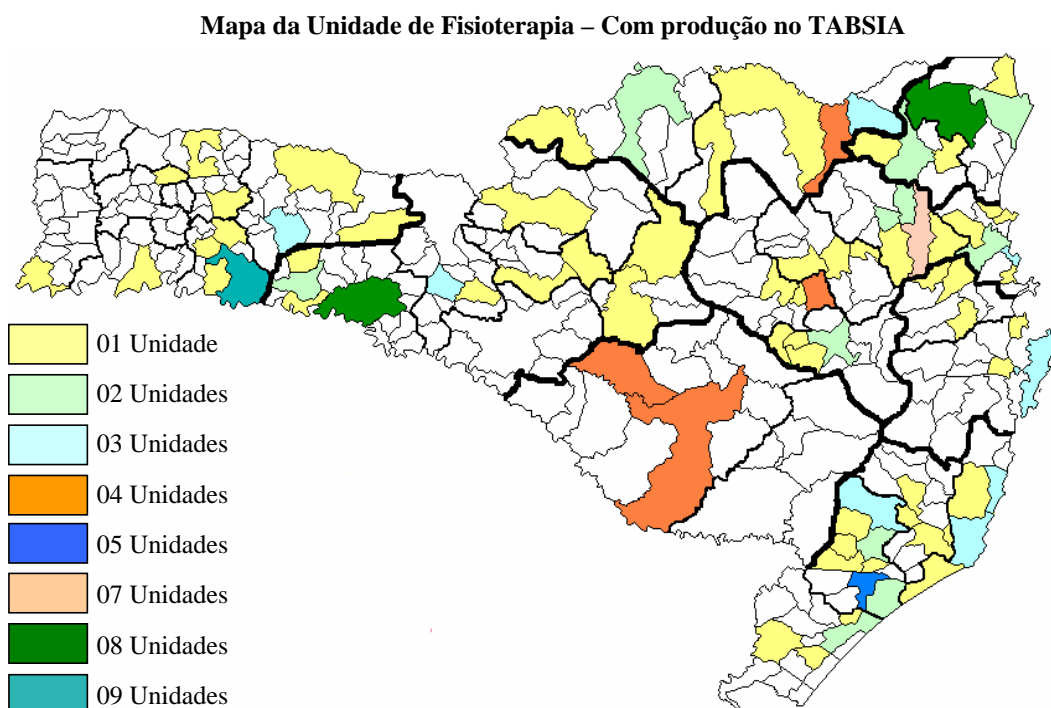 Mapa da Unidade de Fisioterapia – Com produção no TABSIA
01 Unidade
02 Unidades
03 Unidades
04 Unidades
05 Unidades
07 Unidades
08 Unidades
09 Unidades